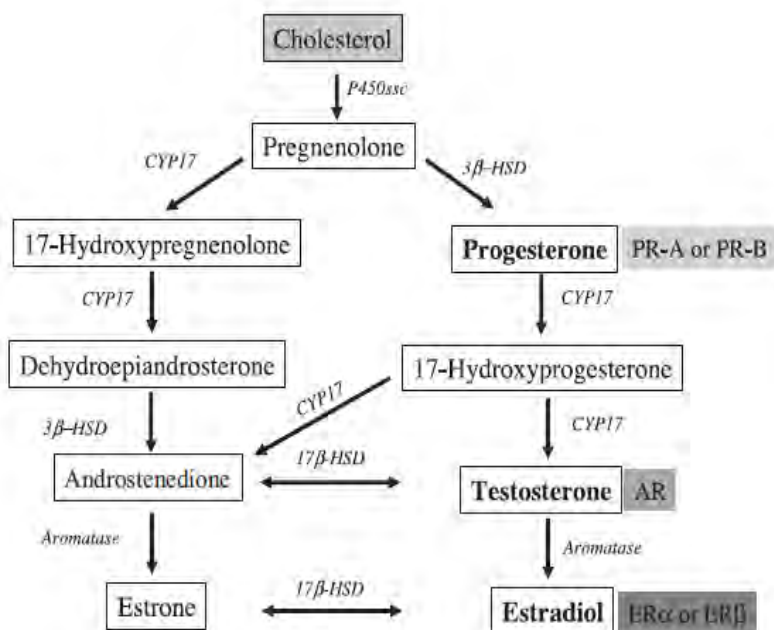 Cholesterol
P450ssc
Pregnenolone
CYP17
3β-HSD
17-Hydroxypregnenolone
Progesterone
PR-A or PR-B
CYP17
CYP17
Dehydroepiandrosterone
17-Hydroxyprogesterone
3β-HSD
CYP17
CYP17
Androstenedione
17β-HSD
Testosterone
AR
Aromatase
Aromatase
Estrone
17β-HSD
Estradiol
ERα or ERβ